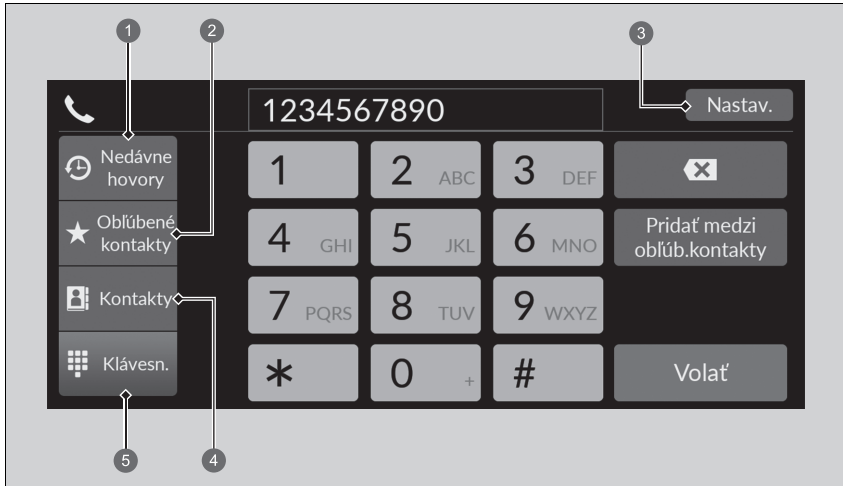 1 2 3
1234567890 Nastav.
Nedávne
hovory
Obľúbené
kontakty
Kontakty
Klávesn.
1 2 ABC 3 DEF
4 GHI 5 JKL 6 MNO
Pridať medzi
obľúb.kontakty
7 PQRS 8 TUV 9 WXYZ
* 0 + # Volať
5 4